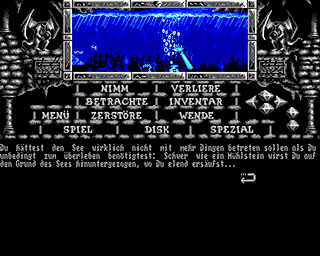 NIMM VERLIERE
BETRACHTE INVENTAR
MENÜ ZERSTÖRE WENDE
SPIEL DISK SPEZIAL
Du hättest den See wirklich nicht mit mehr Dingen betreten sollen als Du
unbedingt zum überleben benötigtest: Schwer wie ein Mühlstein wirst Du auf
den Grund des Sees hinuntergezogen, wo Du elend ersäufst...